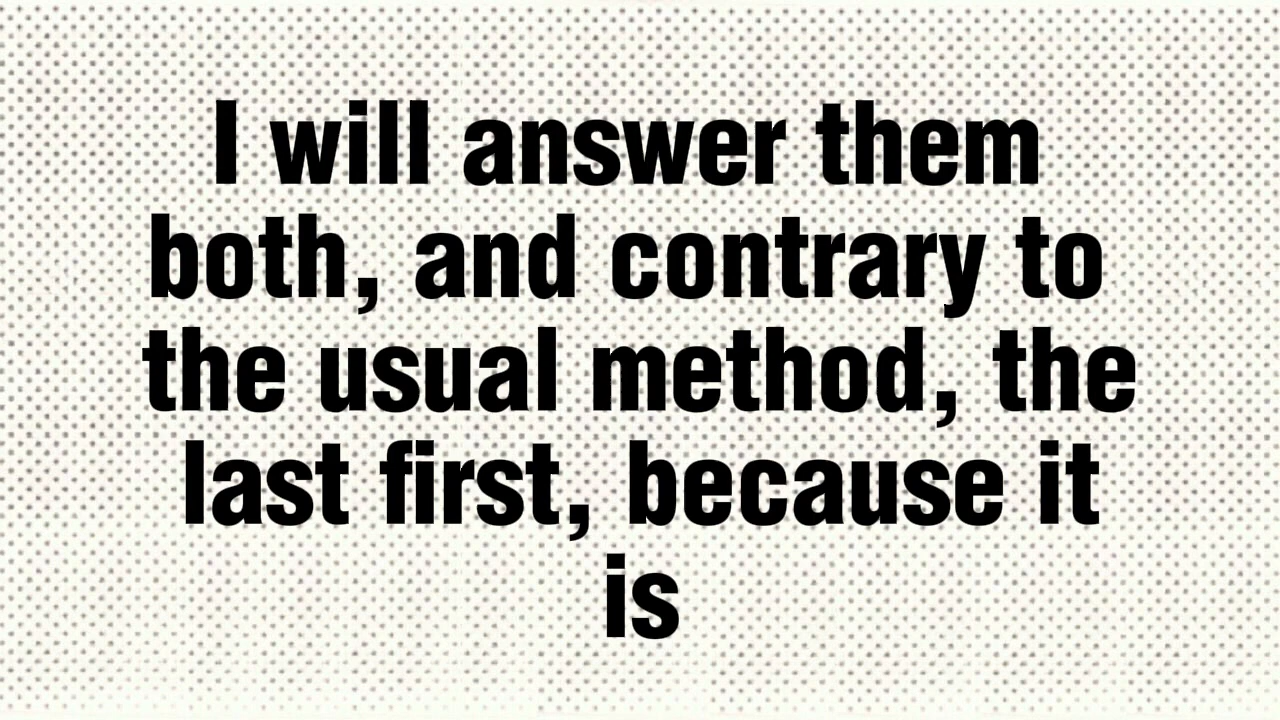 I will answer them
both, and contrary to
the usual method, the
last first, because it
is